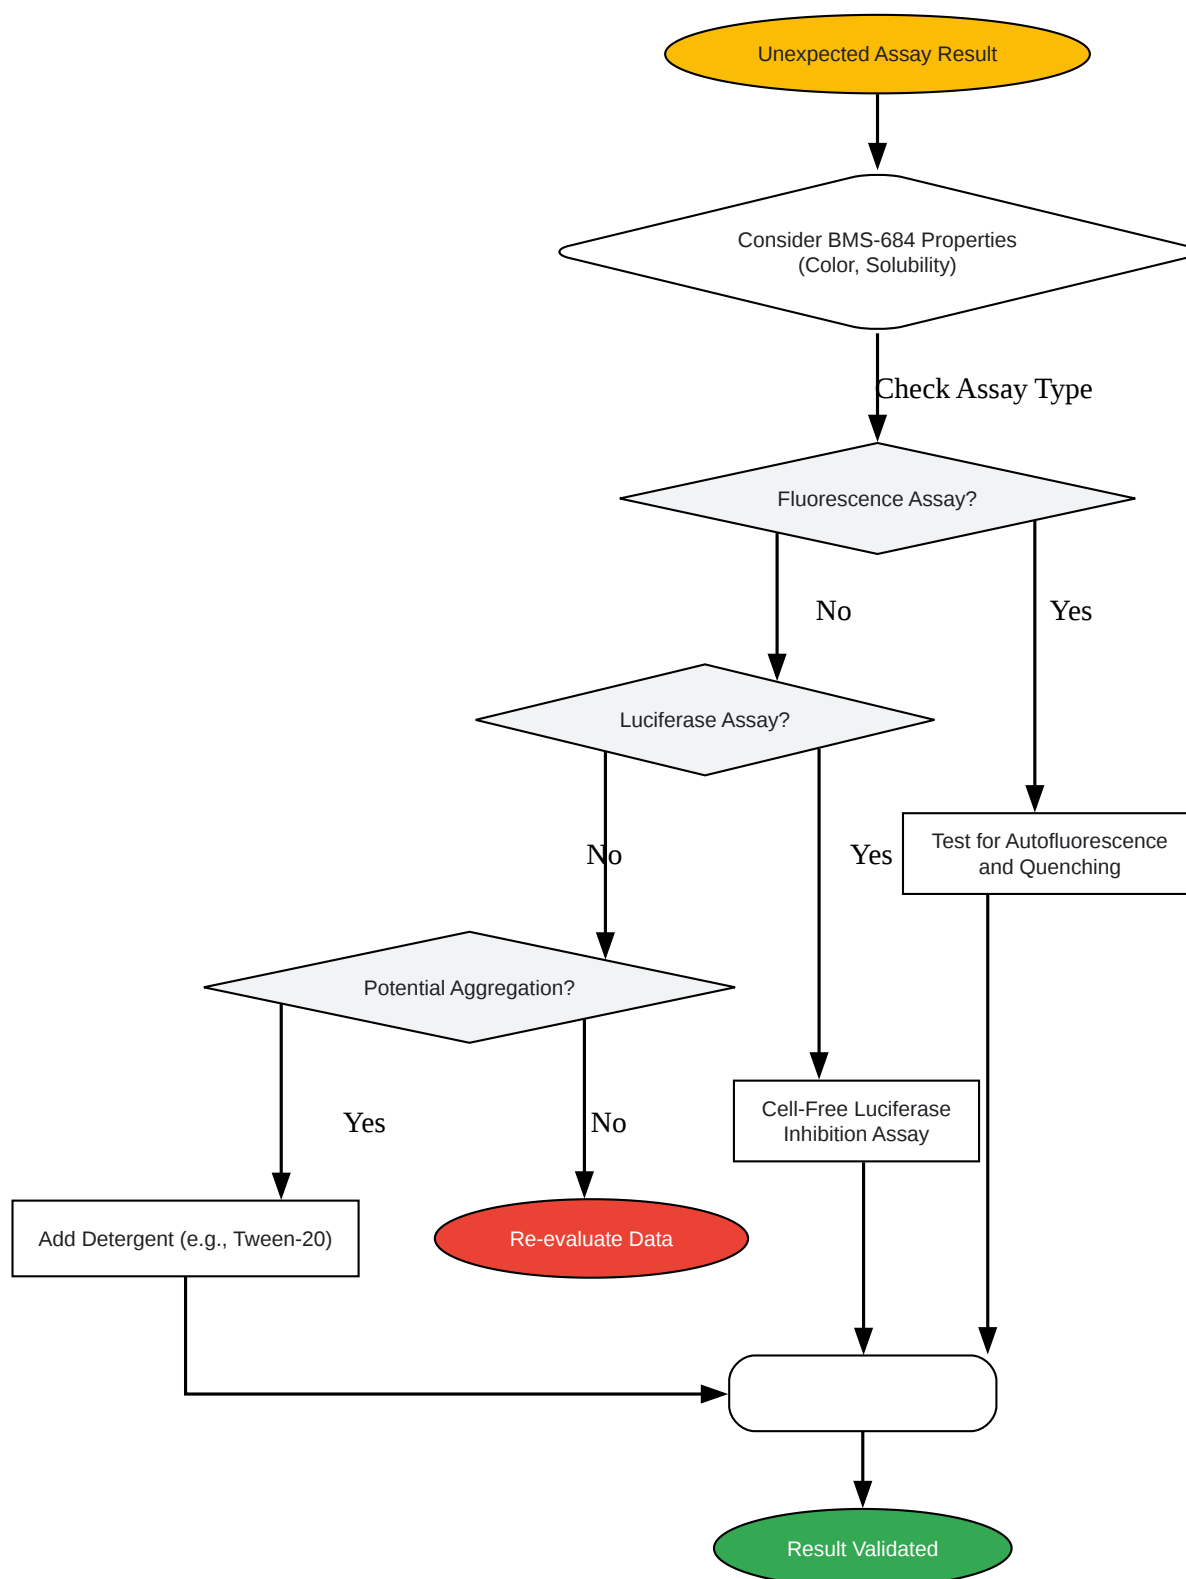 Unexpected Assay Result
Consider BMS-684 Properties
(Color, Solubility)
Check Assay Type
Fluorescence Assay?
No
Yes
Luciferase Assay?
No
Yes
Test for Autofluorescence
and Quenching
Potential Aggregation?
Yes
No
Cell-Free Luciferase
Inhibition Assay
Add Detergent (e.g., Tween-20)
Re-evaluate Data
Result Validated